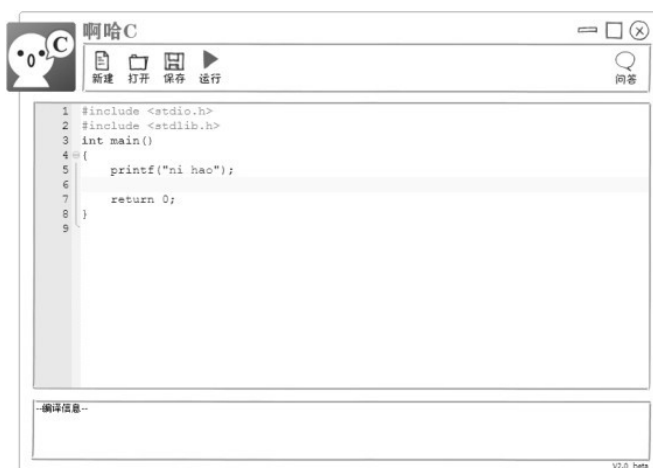 啊哈C
C
新建 打开 保存 运行
问答
1 #include <stdio.h>
2 #include <stdlib.h>
3 int main()
4 {
5 printf("ni hao");
6
7 return 0;
8 }
9
--编译信息--
V2.0 beta